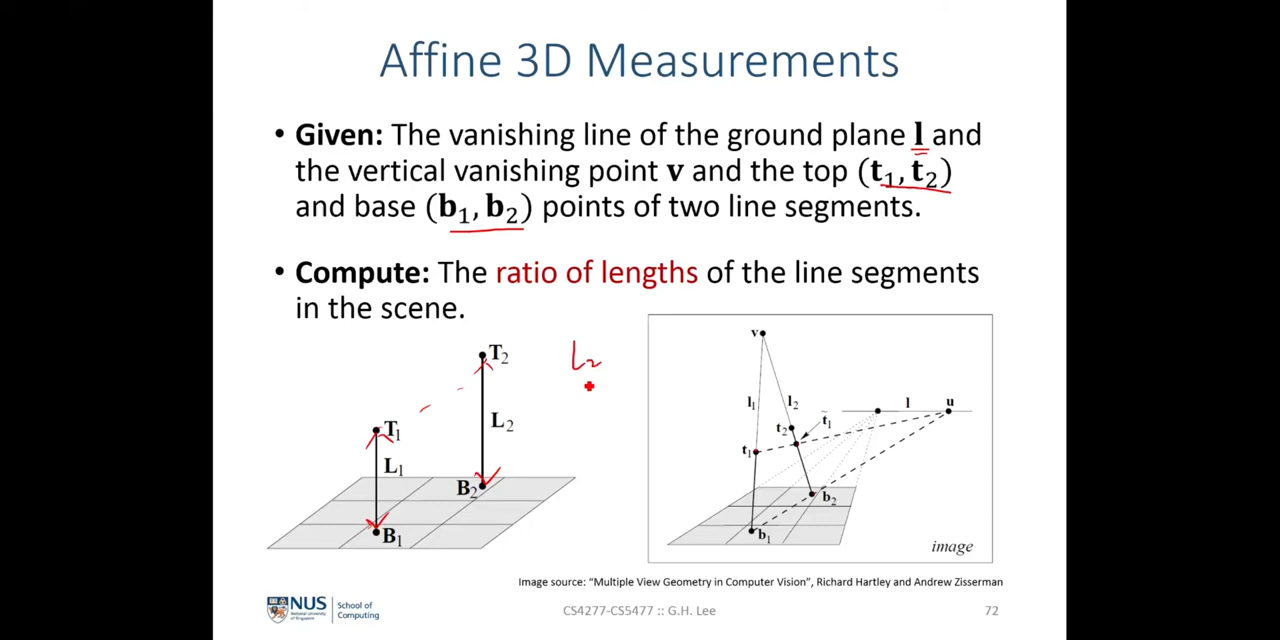 Affine 3D Measurements
• Given: The vanishing line of the ground plane l and
the vertical vanishing point v and the top (t₁, t₂)
and base (b₁, b₂) points of two line segments.
• Compute: The ratio of lengths of the line segments
in the scene.
T₂
L₂
L₂
T₁
L₁
B₂
B₁
v
l₁
l₂
l
u
t₂
t̃₁
t₁
b₂
b₁
image
Image source: “Multiple View Geometry in Computer Vision”, Richard Hartley and Andrew Zisserman
NUS
National University
of Singapore
School of
Computing
CS4277-CS5477 :: G.H. Lee
72